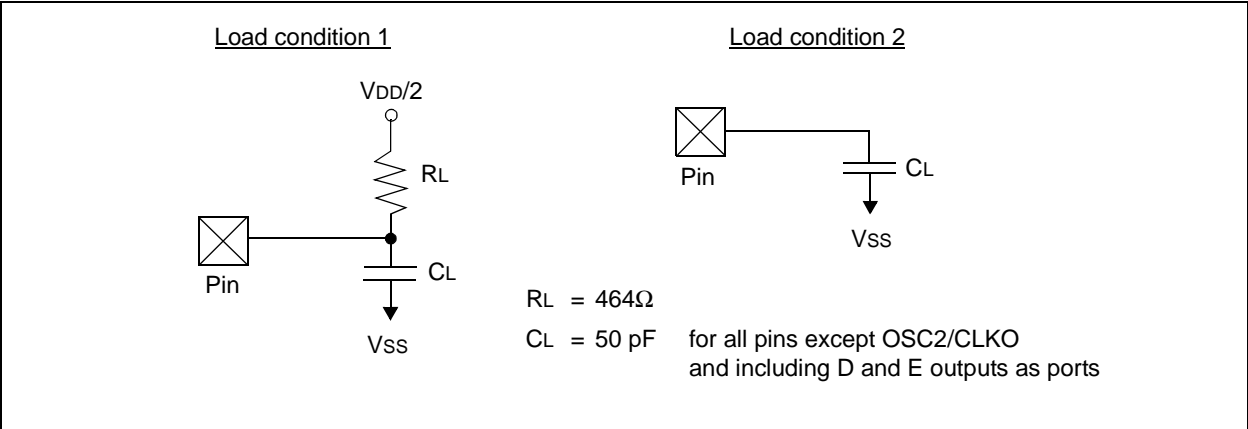 Load condition 1
VDD/2
RL
Pin
CL
VSS
Load condition 2
Pin
CL
VSS
RL = 464Ω
CL = 50 pF for all pins except OSC2/CLKO
and including D and E outputs as ports